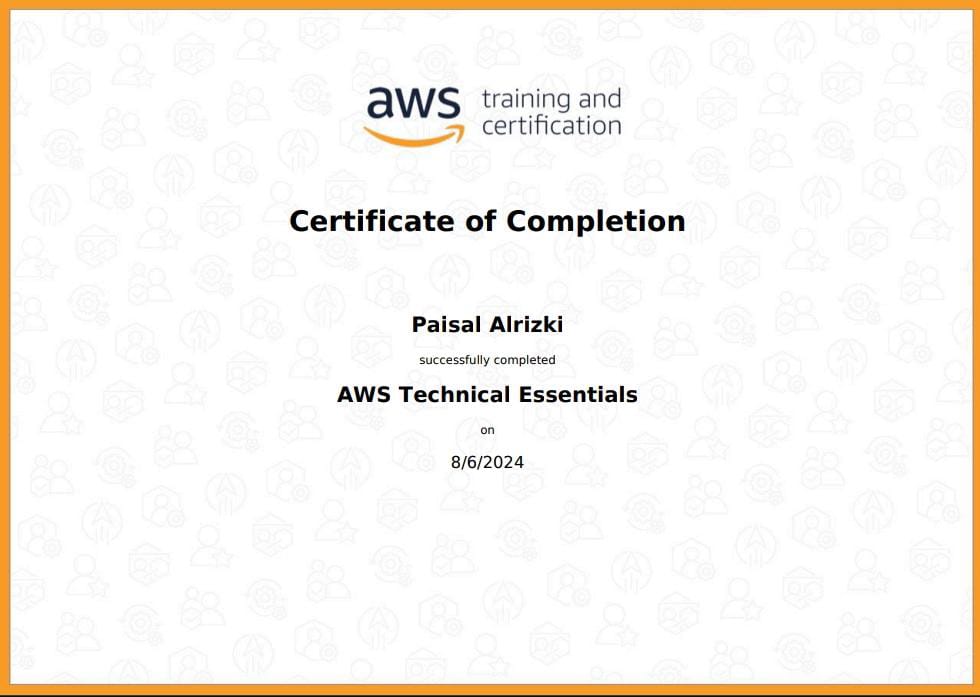 aws training and
certification
Certificate of Completion
Paisal Alrizki
successfully completed
AWS Technical Essentials
on
8/6/2024